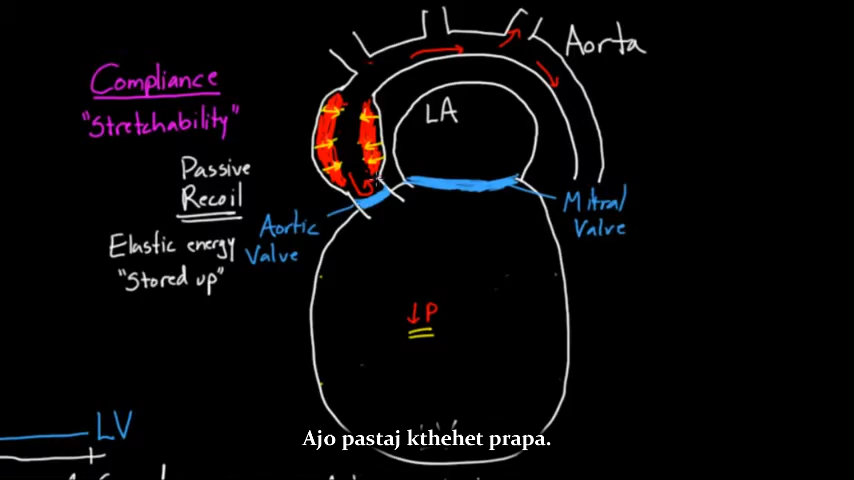 Aorta
Compliance
"Stretchability"
LA
Passive
Recoil
Elastic energy
"Stored up"
Aortic
Valve
Mitral
Valve
↓P
LV
Ajo pastaj kthehet prapa.